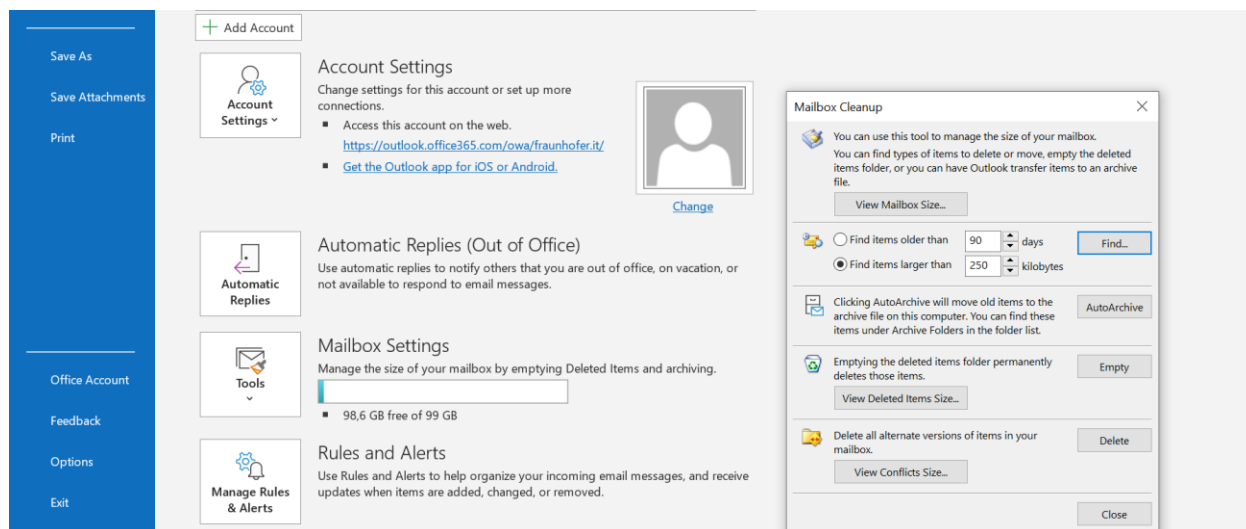 Save As
Save Attachments
Print
Office Account
Feedback
Options
Exit
Add Account
Account
Settings
Account Settings
Change settings for this account or set up more
connections.
Access this account on the web.
https://outlook.office365.com/owa/fraunhofer.it/
Get the Outlook app for iOS or Android.
Change
Automatic
Replies
Automatic Replies (Out of Office)
Use automatic replies to notify others that you are out of office, on vacation, or
not available to respond to email messages.
Tools
Mailbox Settings
Manage the size of your mailbox by emptying Deleted Items and archiving.
98,6 GB free of 99 GB
Manage Rules
& Alerts
Rules and Alerts
Use Rules and Alerts to help organize your incoming email messages, and receive
updates when items are added, changed, or removed.
Mailbox Cleanup
You can use this tool to manage the size of your mailbox.
You can find types of items to delete or move, empty the deleted
items folder, or you can have Outlook transfer items to an archive
file.
View Mailbox Size...
Find items older than 90 days
Find...
Find items larger than 250 kilobytes
Clicking AutoArchive will move old items to the
archive file on this computer. You can find these
items under Archive Folders in the folder list.
AutoArchive
Emptying the deleted items folder permanently
deletes those items.
Empty
View Deleted Items Size...
Delete all alternate versions of items in your
mailbox.
Delete
View Conflicts Size...
Close